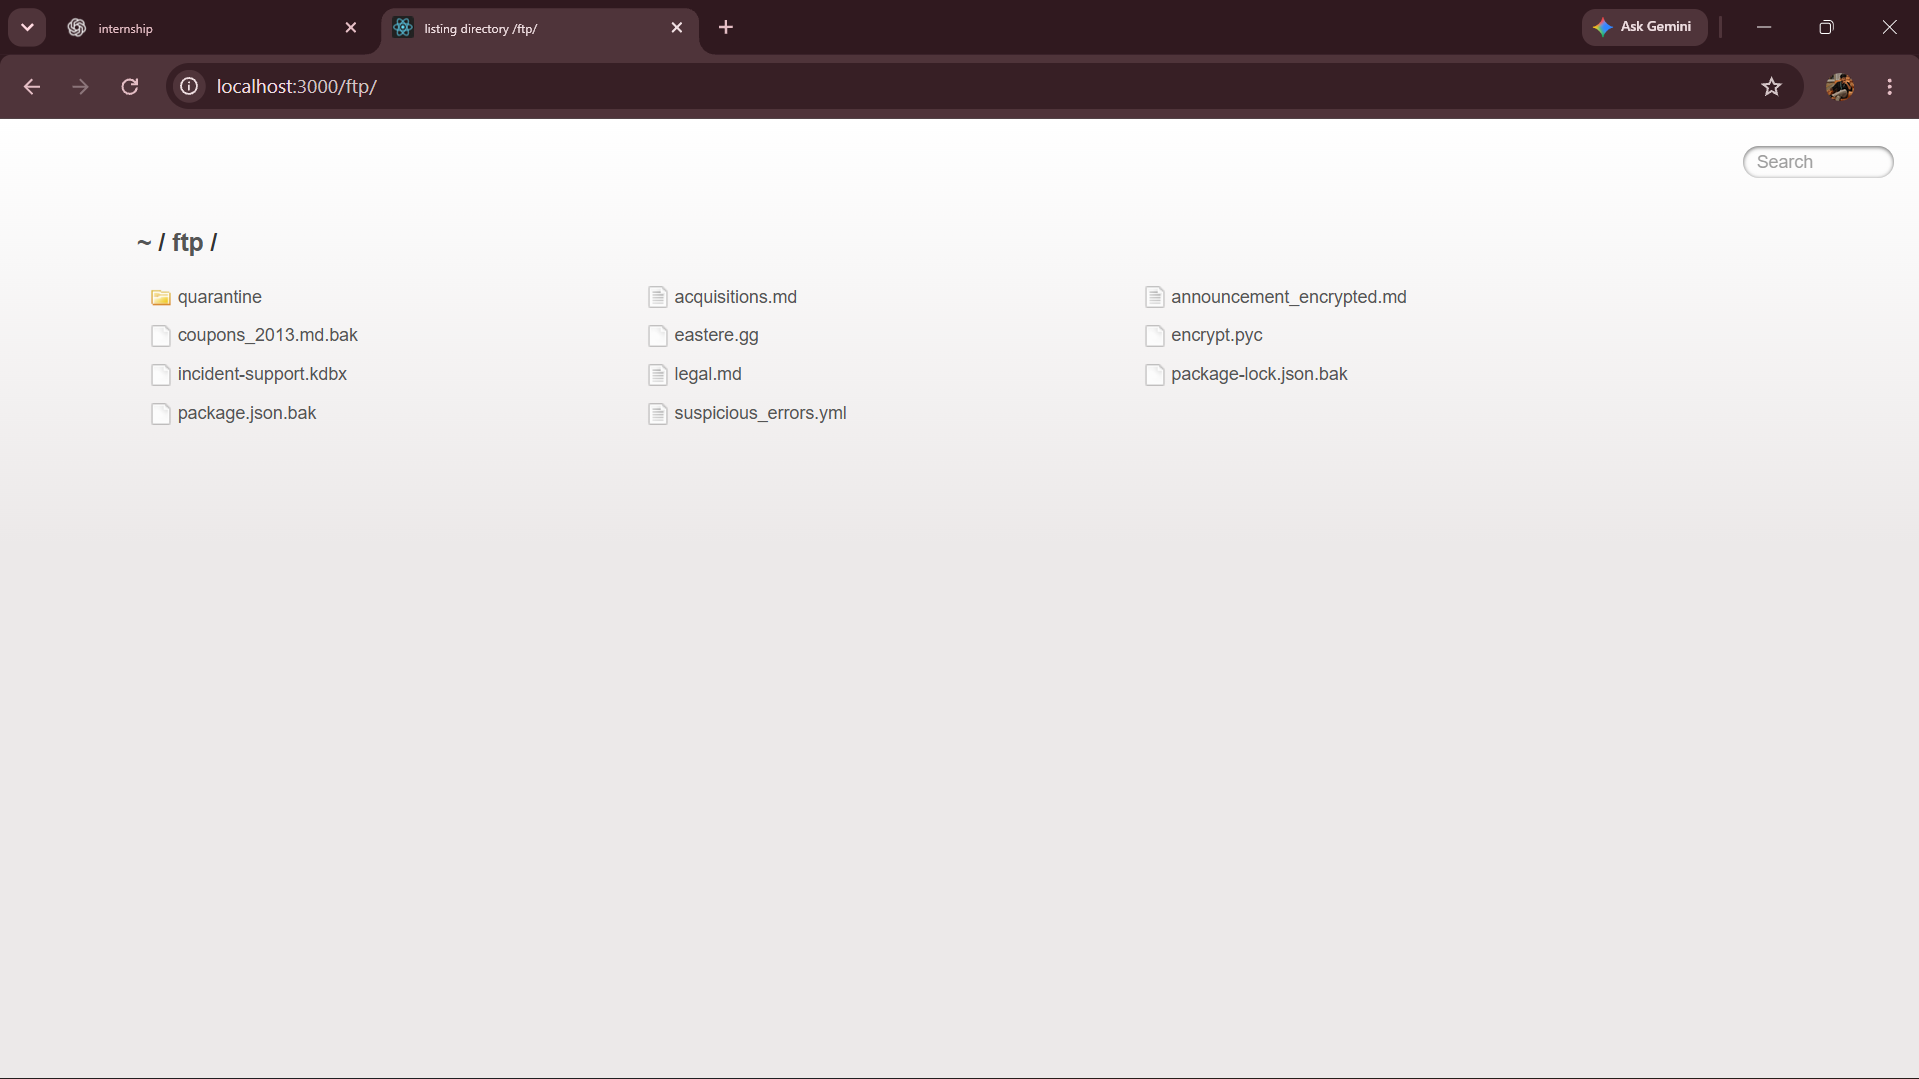 internship
listing directory /ftp/
Ask Gemini
localhost:3000/ftp/
Search
~ / ftp /
quarantine
acquisitions.md
announcement_encrypted.md
coupons_2013.md.bak
eastere.gg
encrypt.pyc
incident-support.kdbx
legal.md
package-lock.json.bak
package.json.bak
suspicious_errors.yml